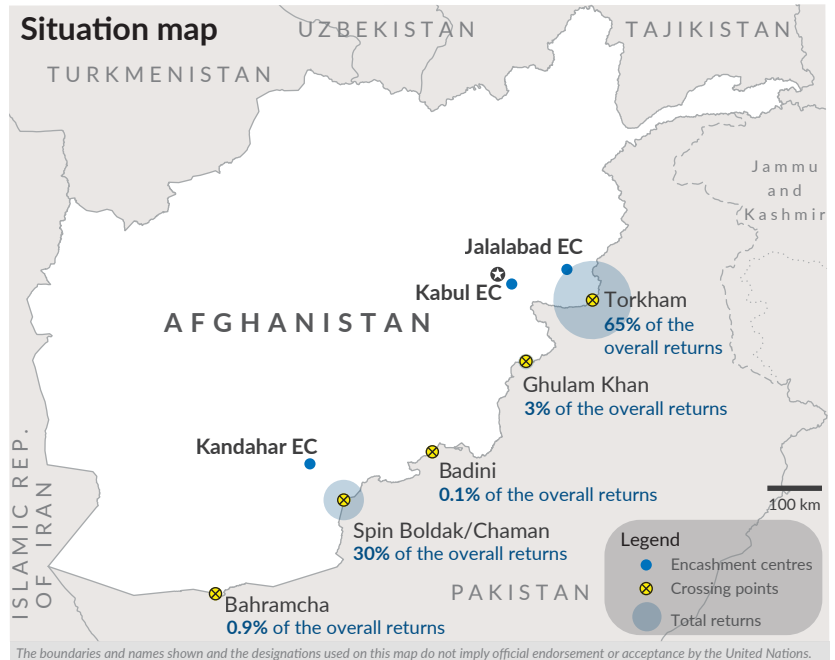 Situation map
UZBEKISTAN
TAJIKISTAN
TURKMENISTAN
Jammu
and
Kashmir
Jalalabad EC
Kabul EC
Torkham
65% of the
overall returns
AFGHANISTAN
Ghulam Khan
3% of the overall returns
Kandahar EC
Badini
0.1% of the overall returns
ISLAMIC REP.
OF IRAN
100 km
Spin Boldak/Chaman
30% of the overall returns
Legend
Encashment centres
Crossing points
Total returns
PAKISTAN
Bahramcha
0.9% of the overall returns
The boundaries and names shown and the designations used on this map do not imply official endorsement or acceptance by the United Nations.